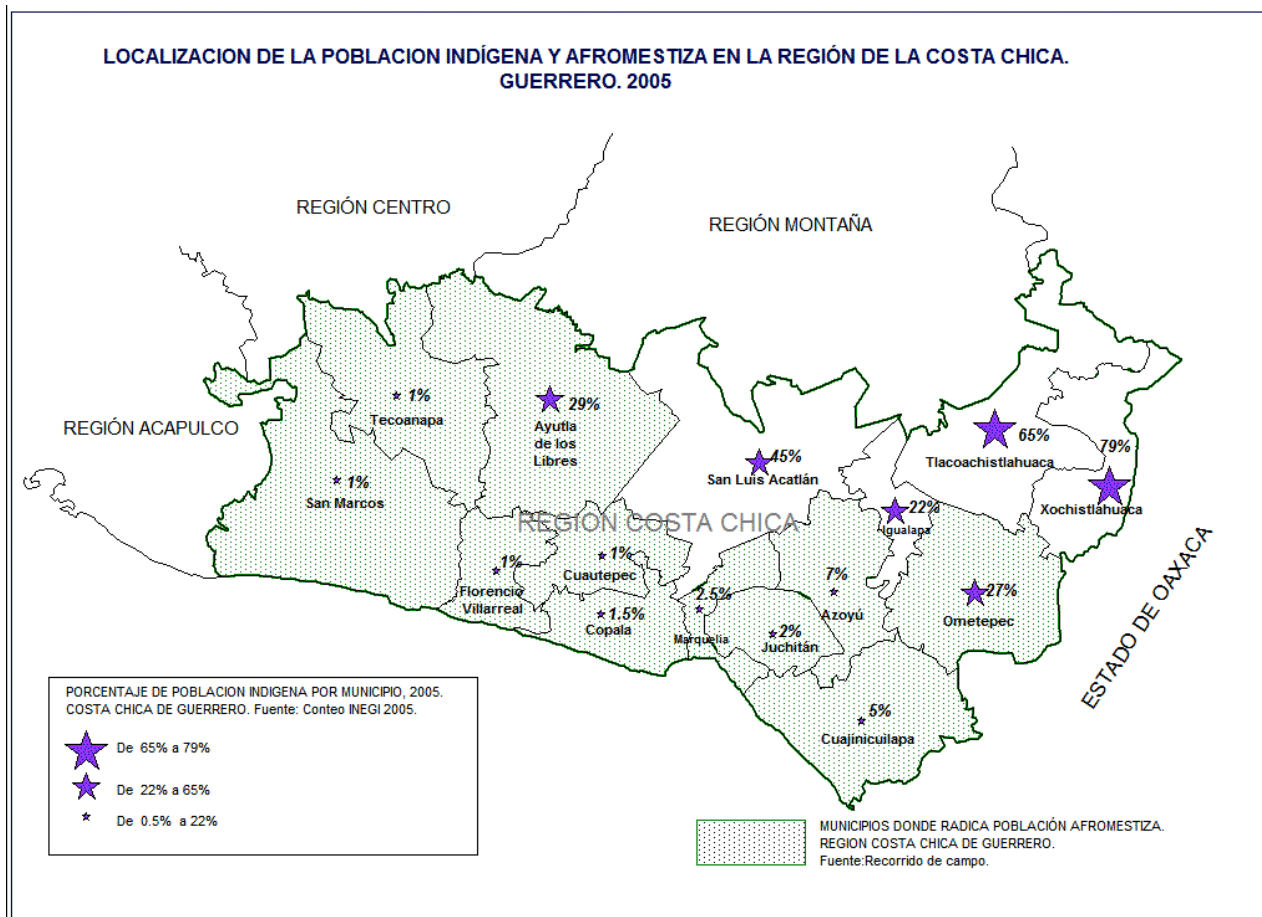 LOCALIZACION DE LA POBLACION INDÍGENA Y AFROMESTIZA EN LA REGIÓN DE LA COSTA CHICA.
GUERRERO. 2005
REGIÓN CENTRO
REGIÓN MONTAÑA
REGIÓN ACAPULCO
1%
Tecoanapa
29%
Ayutla
de los
Libres
1%
San Marcos
45%
San Luis Acatlán
65%
Tlacoachistlahuaca
79%
Xochistlahuaca
22%
Igualapa
REGION COSTA CHICA
1%
Florencio
Villarreal
1%
Cuautepec
1.5%
Copala
2.5%
Marquelia
2%
Juchitán
7%
Azoyú
27%
Ometepec
5%
Cuajinicuilapa
ESTADO DE OAXACA
PORCENTAJE DE POBLACION INDIGENA POR MUNICIPIO, 2005.
COSTA CHICA DE GUERRERO. Fuente: Conteo INEGI 2005.
De 65% a 79%
De 22% a 65%
De 0.5% a 22%
MUNICIPIOS DONDE RADICA POBLACIÓN AFROMESTIZA.
REGION COSTA CHICA DE GUERRERO.
Fuente:Recorrido de campo.